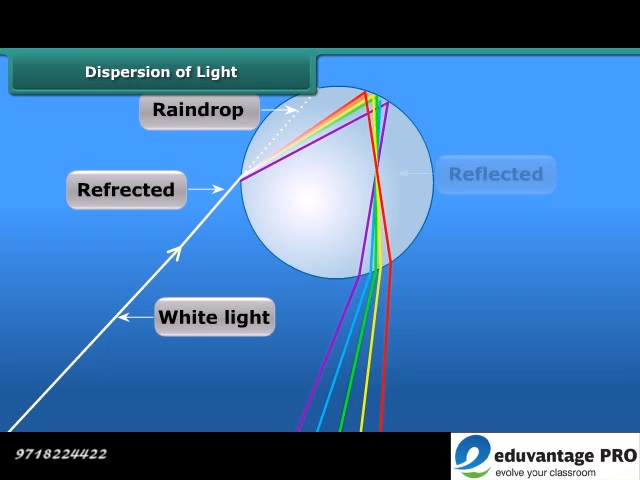 Dispersion of Light
Raindrop
Reflected
Refrected
White light
9718224422
eduvantage PRO
evolve your classroom